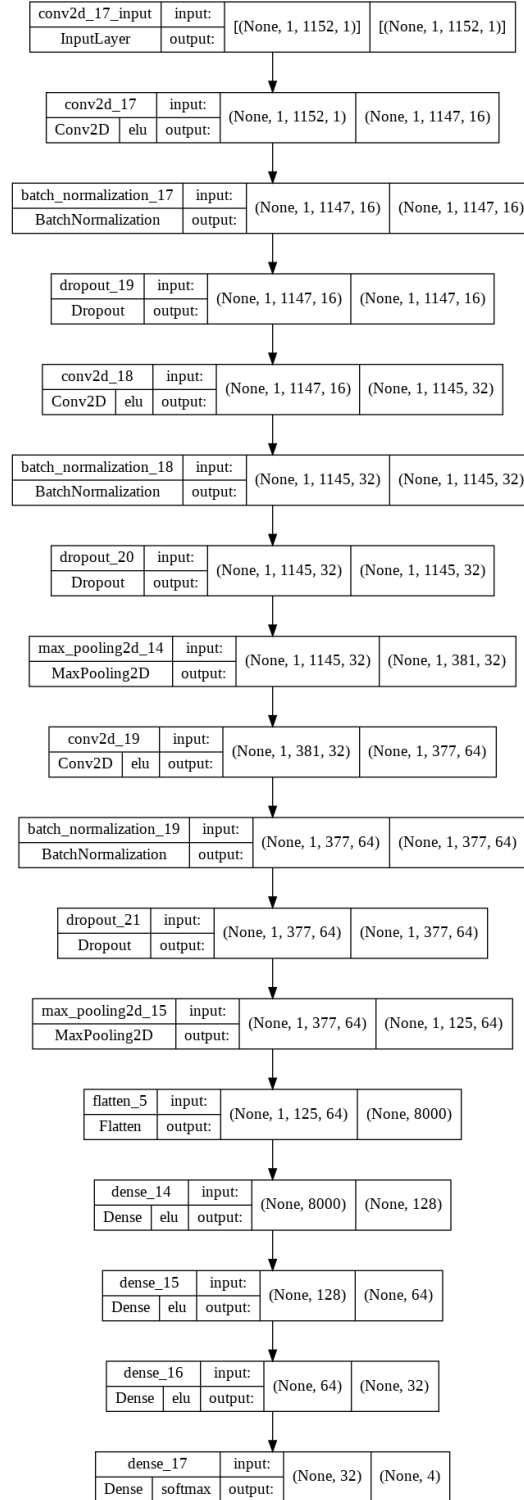 conv2d_17_input input: [(None, 1, 1152, 1)] [(None, 1, 1152, 1)]
InputLayer output:
conv2d_17 input: (None, 1, 1152, 1) (None, 1, 1147, 16)
Conv2D elu output:
batch_normalization_17 input: (None, 1, 1147, 16) (None, 1, 1147, 16)
BatchNormalization output:
dropout_19 input: (None, 1, 1147, 16) (None, 1, 1147, 16)
Dropout output:
conv2d_18 input: (None, 1, 1147, 16) (None, 1, 1145, 32)
Conv2D elu output:
batch_normalization_18 input: (None, 1, 1145, 32) (None, 1, 1145, 32)
BatchNormalization output:
dropout_20 input: (None, 1, 1145, 32) (None, 1, 1145, 32)
Dropout output:
max_pooling2d_14 input: (None, 1, 1145, 32) (None, 1, 381, 32)
MaxPooling2D output:
conv2d_19 input: (None, 1, 381, 32) (None, 1, 377, 64)
Conv2D elu output:
batch_normalization_19 input: (None, 1, 377, 64) (None, 1, 377, 64)
BatchNormalization output:
dropout_21 input: (None, 1, 377, 64) (None, 1, 377, 64)
Dropout output:
max_pooling2d_15 input: (None, 1, 377, 64) (None, 1, 125, 64)
MaxPooling2D output:
flatten_5 input: (None, 1, 125, 64) (None, 8000)
Flatten output:
dense_14 input: (None, 8000) (None, 128)
Dense elu output:
dense_15 input: (None, 128) (None, 64)
Dense elu output:
dense_16 input: (None, 64) (None, 32)
Dense elu output:
dense_17 input: (None, 32) (None, 4)
Dense softmax output: